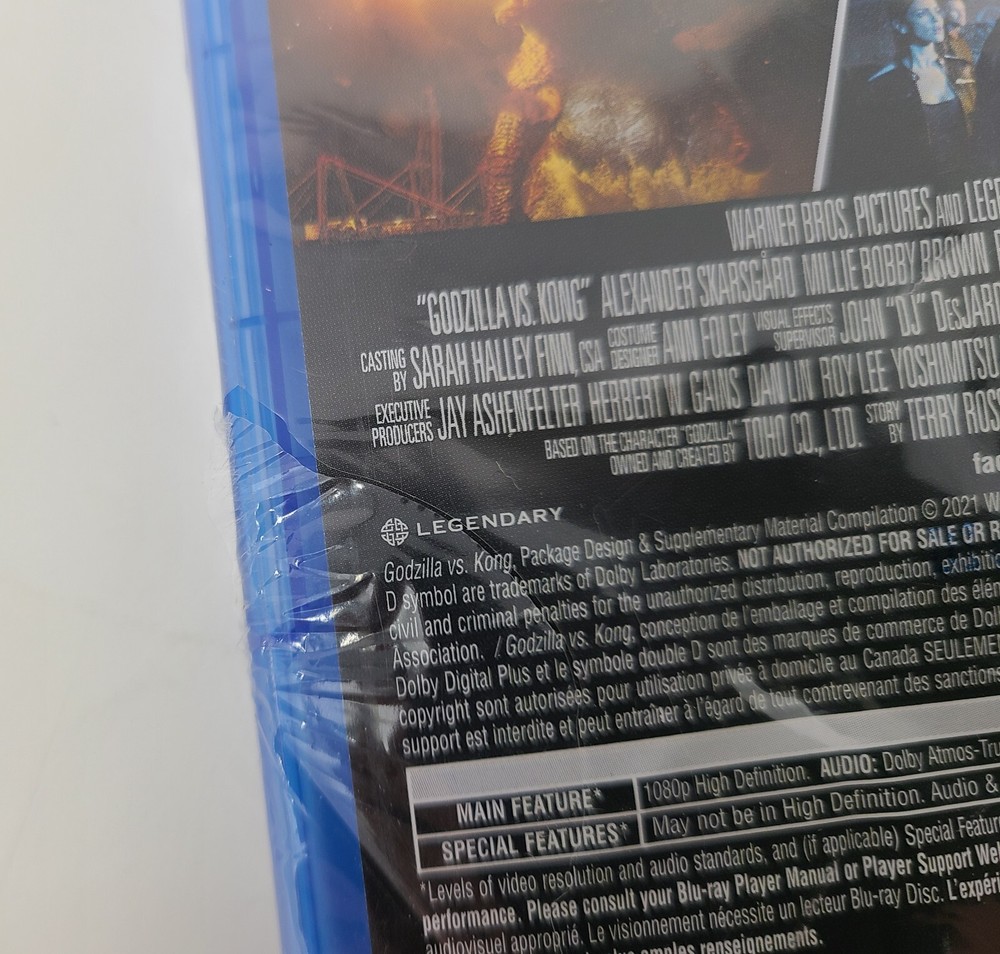 WARNER BROS. PICTURES AND
"GODZILLA VS. KONG" ALEXANDER SKARSGÅRD MILLIE BOBBY BROWN
CASTING BY SARAH HALLEY FINN, CSA COSTUME DESIGNER ANN FOLEY VISUAL EFFECTS SUPERVISOR JOHN "DJ"
EXECUTIVE PRODUCERS JAY ASHENFELTER HERBERT W. GAINS DAN LIN ROY LEE
BASED ON THE CHARACTER "GODZILLA" OWNED AND CREATED BY TOHO CO., LTD. STORY BY TERRY
LEGENDARY
Godzilla vs. Kong, Package Design & Supplementary Material Compilation © 2021
D symbol are trademarks of Dolby Laboratories. NOT AUTHORIZED FOR SALE OR
civil and criminal penalties for the unauthorized distribution, reproduction,
Association. / Godzilla vs. Kong, conception de l'emballage et compilation des
Dolby Digital Plus et le symbole double D sont des marques de commerce de
copyright sont autorisées pour utilisation privée à domicile au Canada
support est interdite et peut entraîner à l'égard de tout contrevenant des
MAIN FEATURE* 1080p High Definition. AUDIO: Dolby
SPECIAL FEATURES* May not be in High Definition. Audio &
*Levels of video resolution and audio standards, and (if applicable) Special
performance. Please consult your Blu-ray Player Manual or Player Support
audiovisuel approprié. Le visionnement nécessite un lecteur Blu-ray Disc.
amples renseignements.